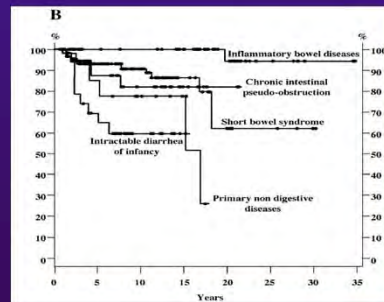 B
% %
100 100
90 90
80 80
70 70
60 60
50 50
40 40
30 30
20 20
10 10
0 0
Inflammatory bowel diseases
Chronic intestinal
pseudo-obstruction
Short bowel syndrome
Intractable diarrhea
of infancy
Primary non digestive
diseases
0 5 10 15 20 25 30 35
Years